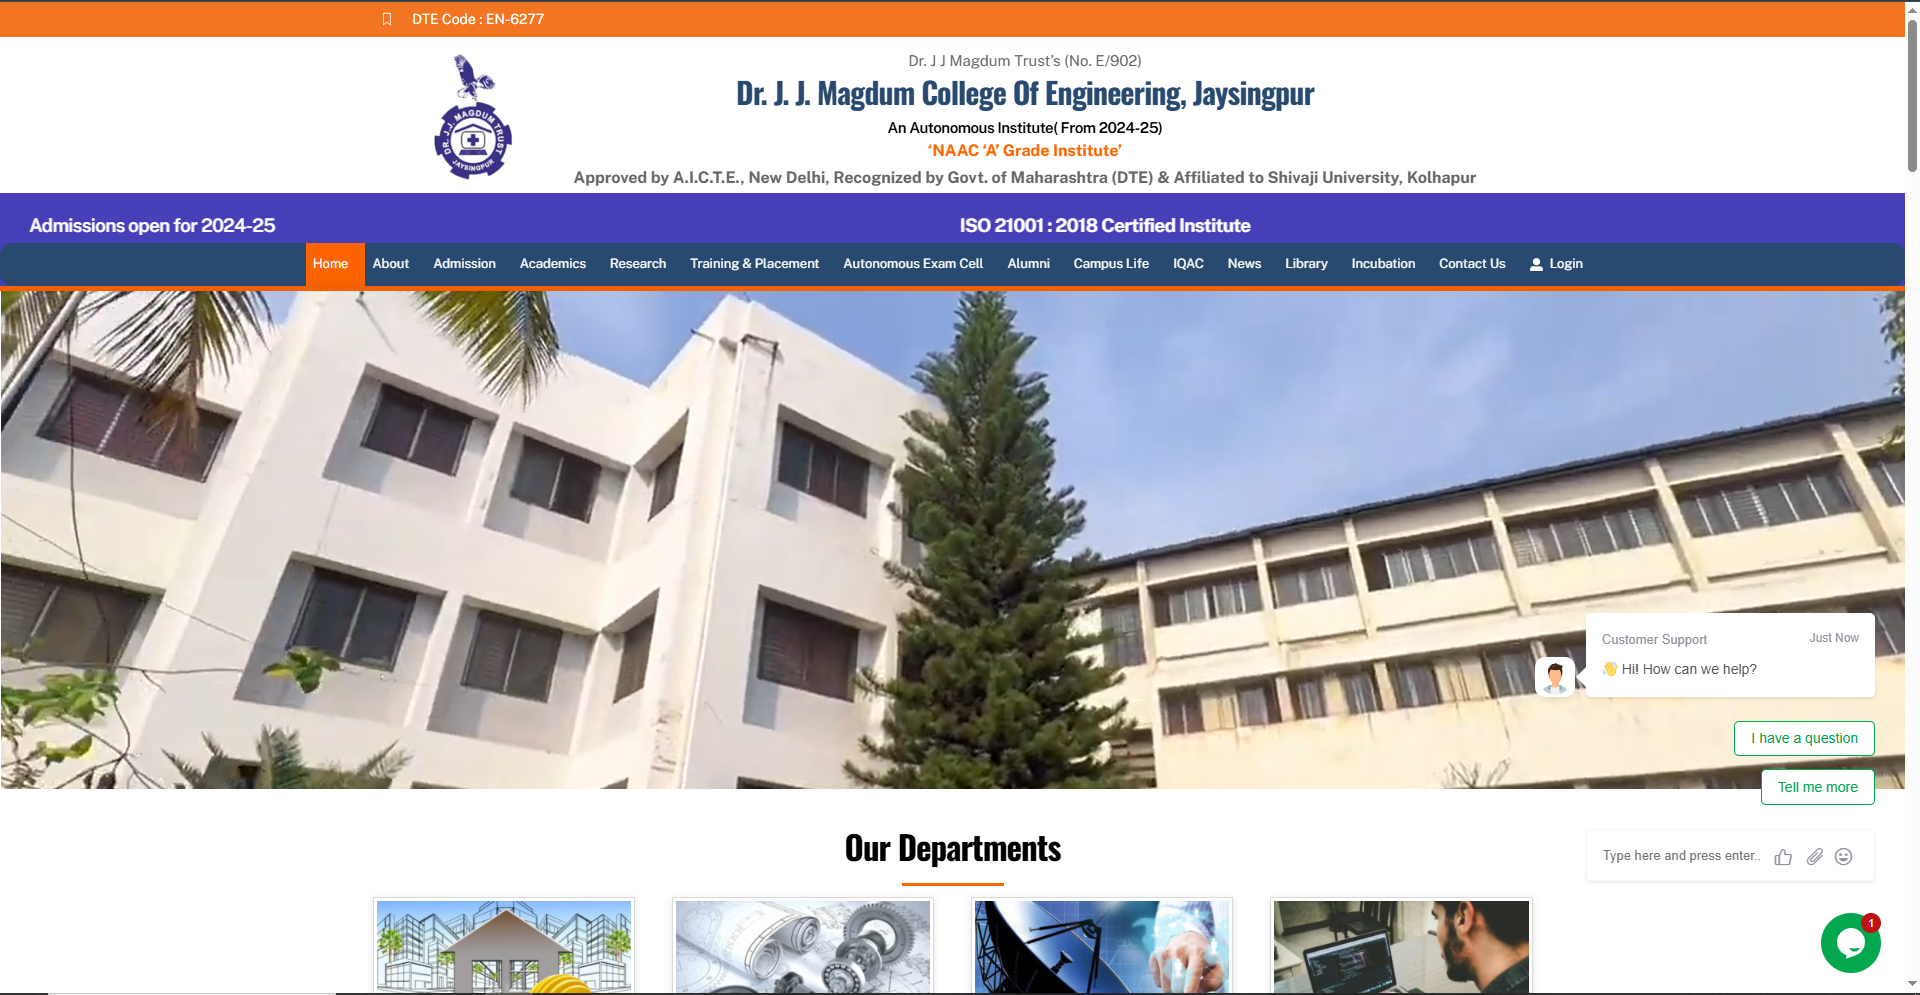 DTE Code : EN-6277
Dr. J J Magdum Trust's (No. E/902)
Dr. J. J. Magdum College Of Engineering, Jaysingpur
An Autonomous Institute( From 2024-25)
‘NAAC ‘A’ Grade Institute’
Approved by A.I.C.T.E., New Delhi, Recognized by Govt. of Maharashtra (DTE) & Affiliated to Shivaji University, Kolhapur
DR. J.J. MAGDUM TRUST
JAYSINGPUR
Admissions open for 2024-25
ISO 21001 : 2018 Certified Institute
Home About Admission Academics Research Training & Placement Autonomous Exam Cell Alumni Campus Life IQAC News Library Incubation Contact Us Login
Customer Support Just Now
👋 Hi! How can we help?
I have a question
Tell me more
Our Departments
Type here and press enter..
1